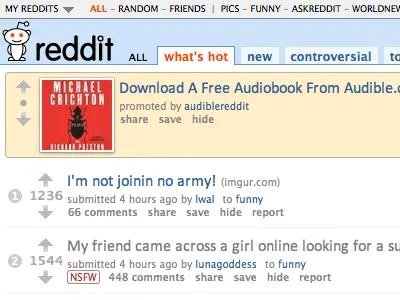 MY REDDITS ALL - RANDOM - FRIENDS | PICS - FUNNY - ASKREDDIT - WORLDNEW
reddit ALL what's hot new controversial to
MICHAEL CRICHTON
RICHARD PRESTON
Download A Free Audiobook From Audible.c
promoted by audiblereddit
share save hide
1 1236 I'm not joinin no army! (imgur.com)
submitted 4 hours ago by lwal to funny
66 comments share save hide report
2 1544 My friend came across a girl online looking for a su
submitted 4 hours ago by lunagoddess to funny
NSFW 448 comments share save hide report